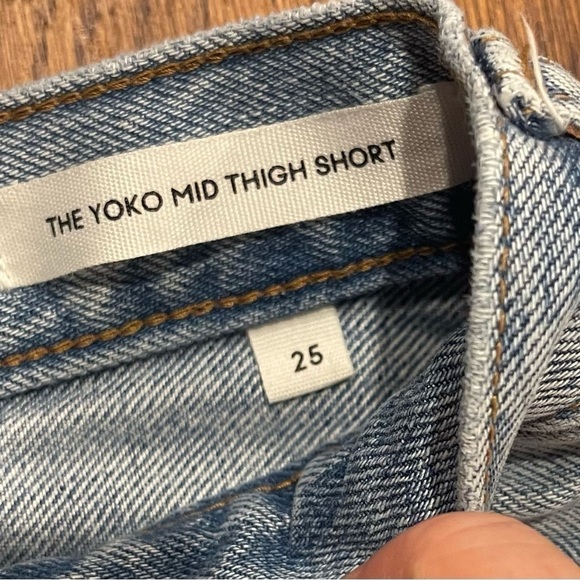 THE YOKO MID THIGH SHORT
25